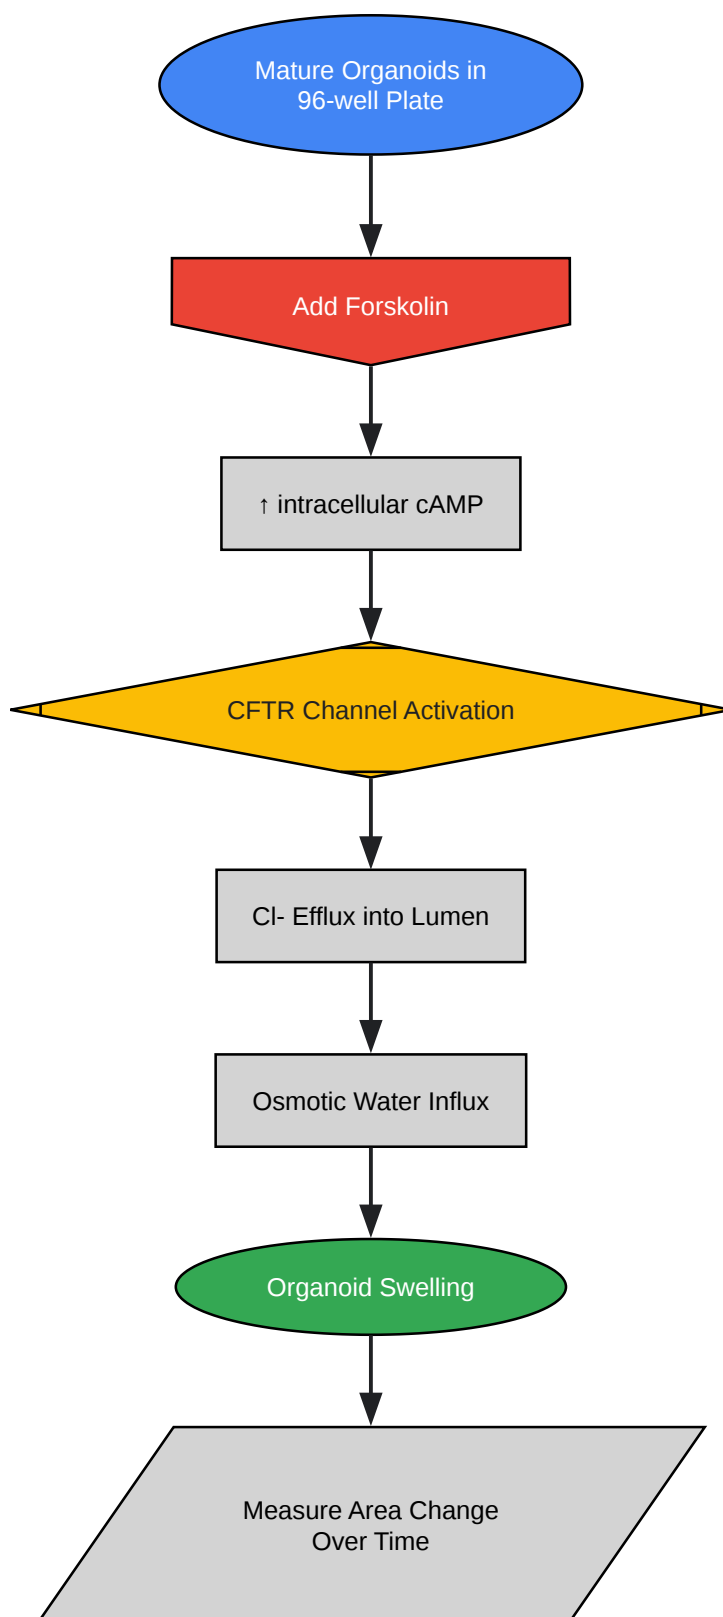 Mature Organoids in
96-well Plate
Add Forskolin
↑ intracellular cAMP
CFTR Channel Activation
Cl- Efflux into Lumen
Osmotic Water Influx
Organoid Swelling
Measure Area Change
Over Time